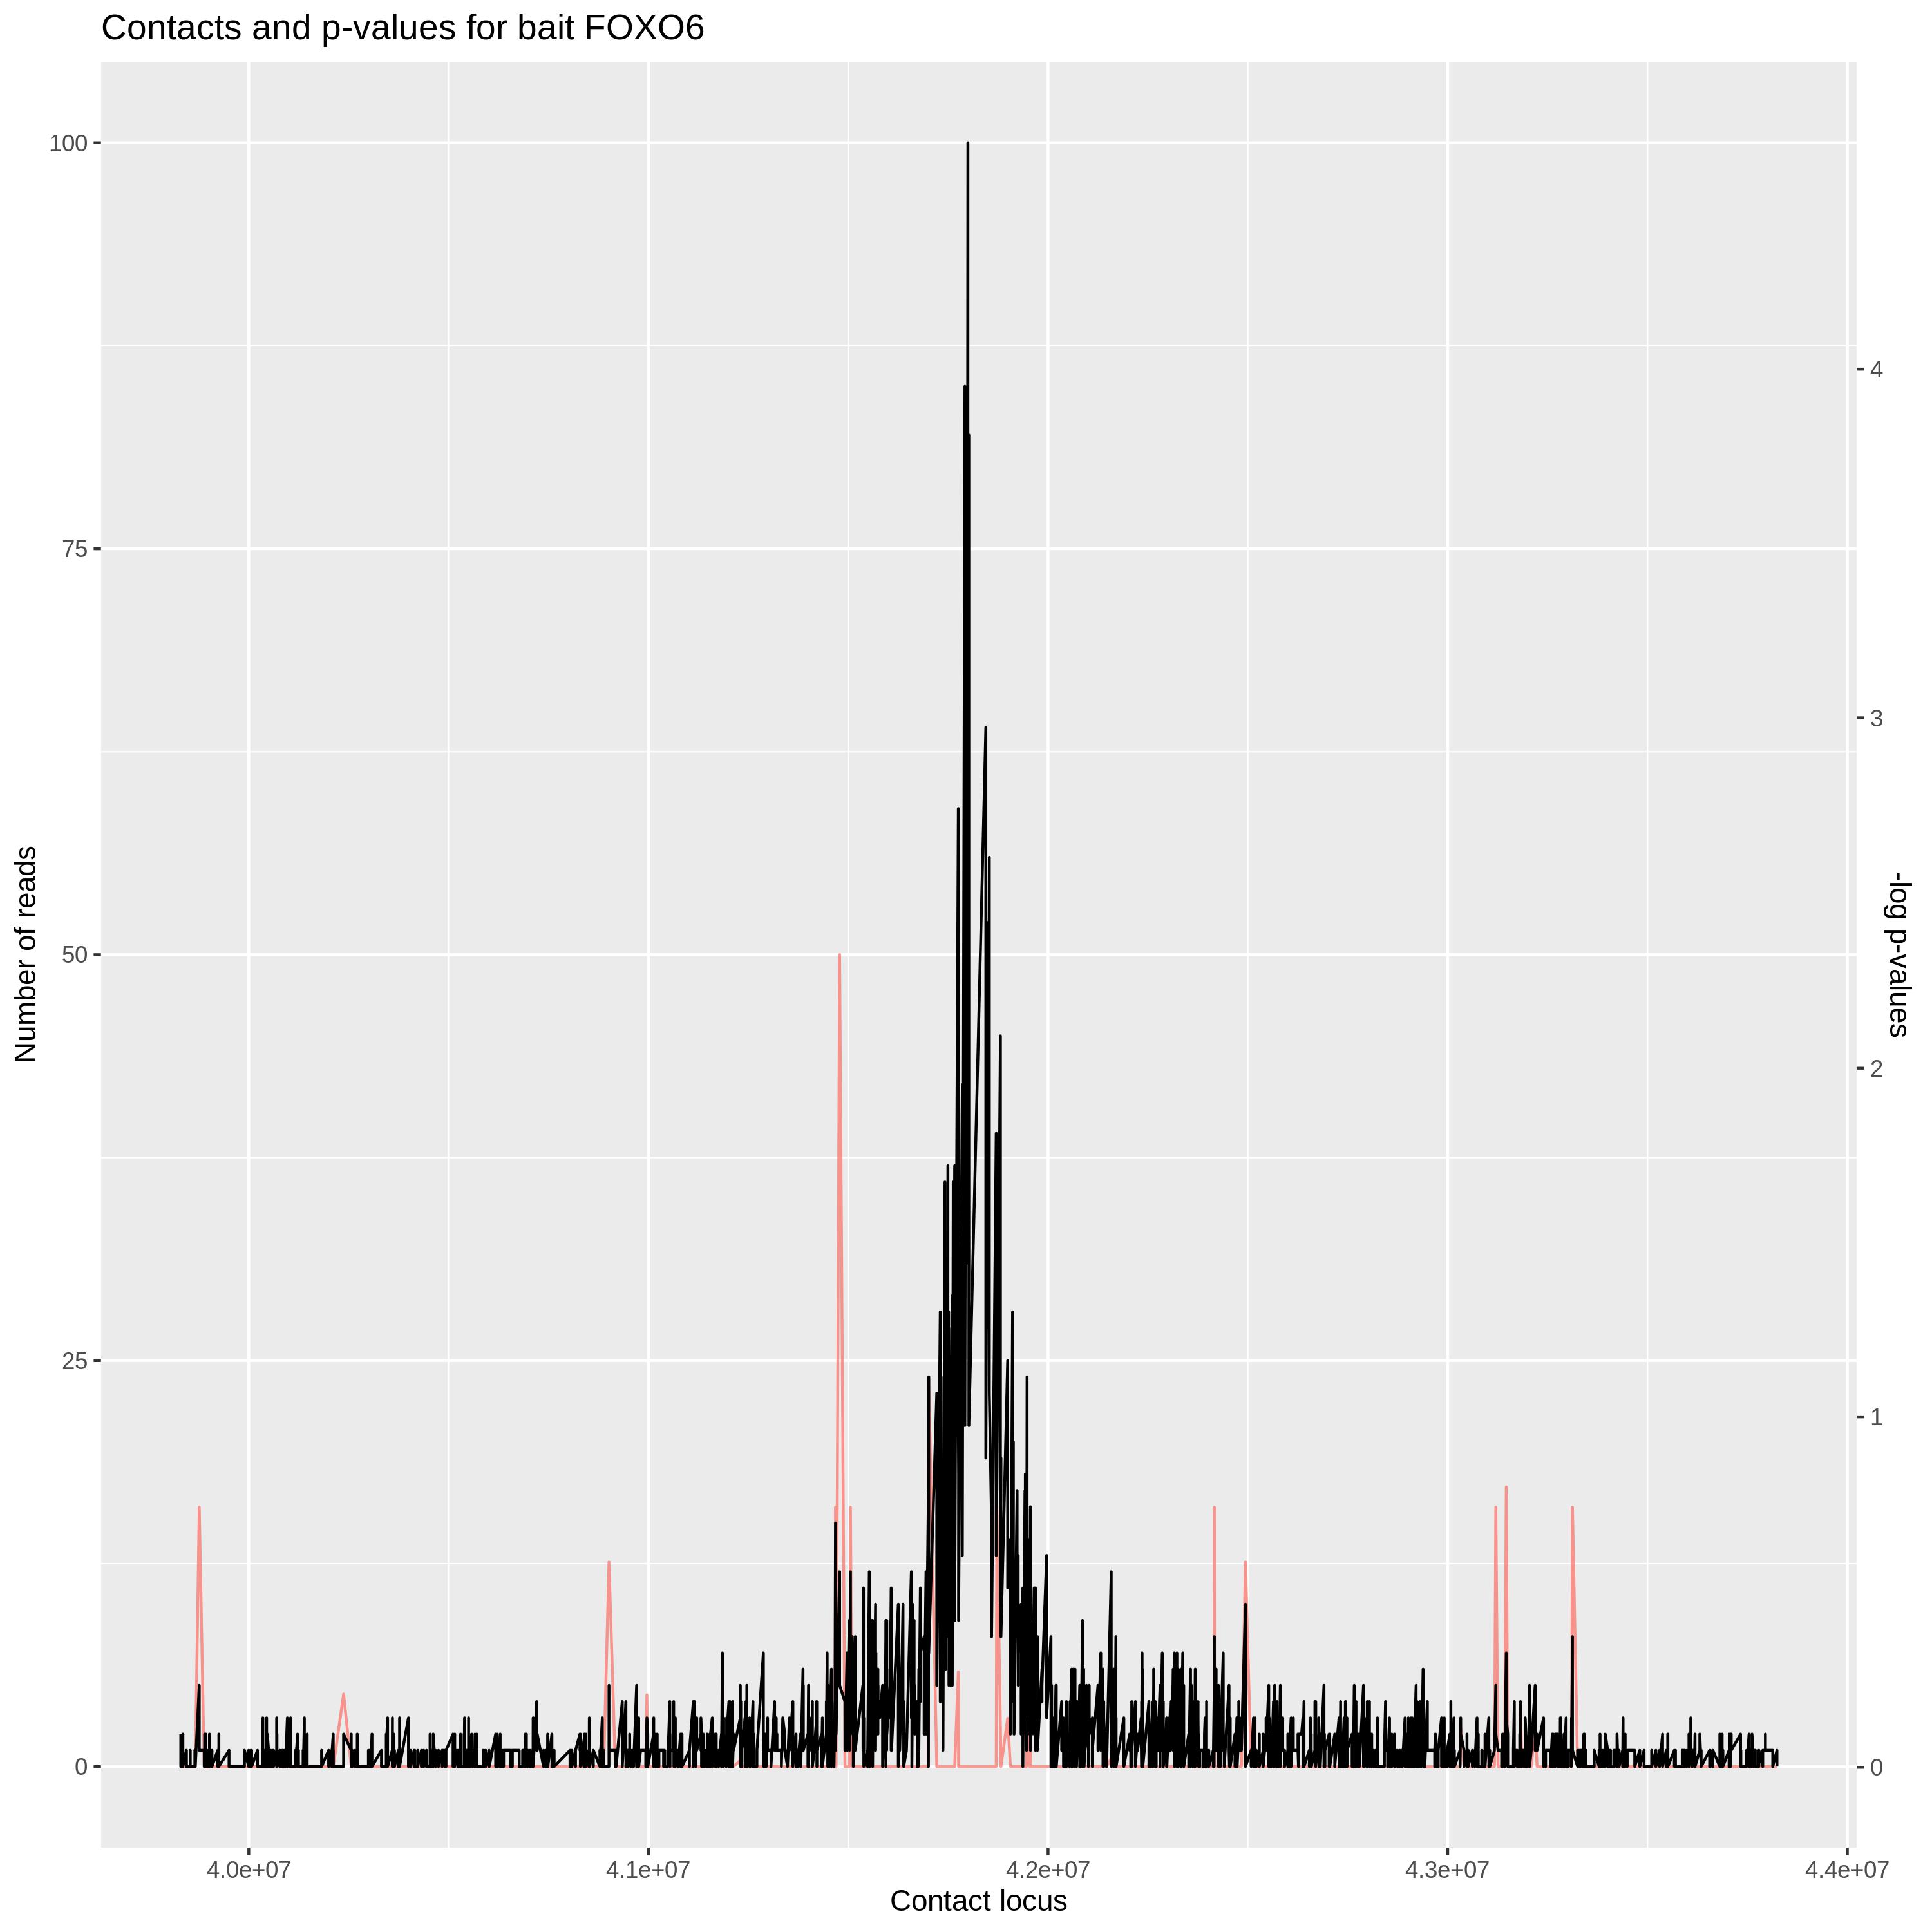 Contacts and p-values for bait FOXO6
100
75
50
25
0
Number of reads
4
3
2
1
0
-log p-values
4.0e+07 4.1e+07 4.2e+07 4.3e+07 4.4e+07
Contact locus